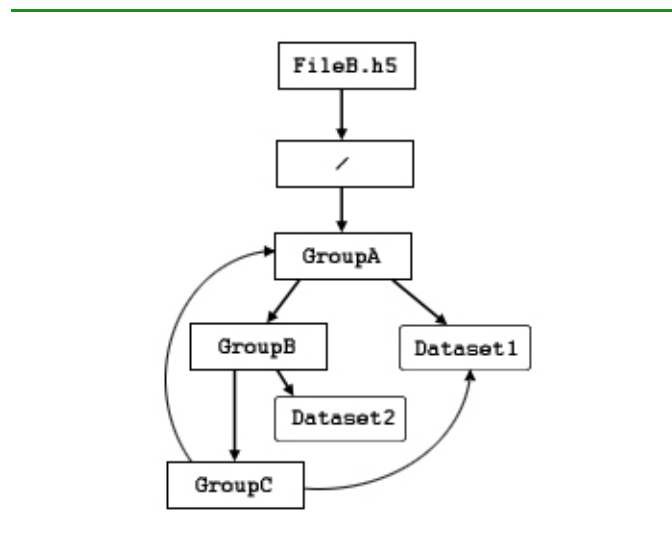 FileB.h5
/
GroupA
GroupB
Dataset1
Dataset2
GroupC